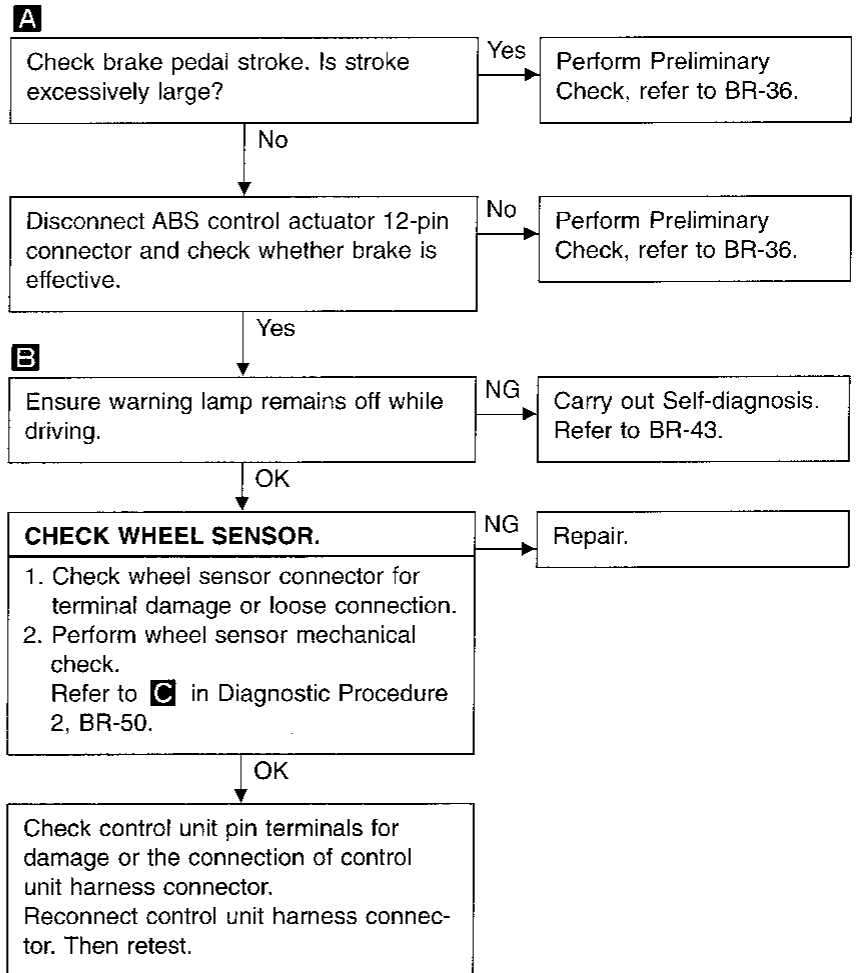 A
Check brake pedal stroke. Is stroke
excessively large?
Yes
Perform Preliminary
Check, refer to BR-36.
No
Disconnect ABS control actuator 12-pin
connector and check whether brake is
effective.
No
Perform Preliminary
Check, refer to BR-36.
Yes
B
Ensure warning lamp remains off while
driving.
NG
Carry out Self-diagnosis.
Refer to BR-43.
OK
CHECK WHEEL SENSOR.
1. Check wheel sensor connector for
terminal damage or loose connection.
2. Perform wheel sensor mechanical
check.
Refer to C in Diagnostic Procedure
2, BR-50.
NG
Repair.
OK
Check control unit pin terminals for
damage or the connection of control
unit harness connector.
Reconnect control unit harness connec-
tor. Then retest.